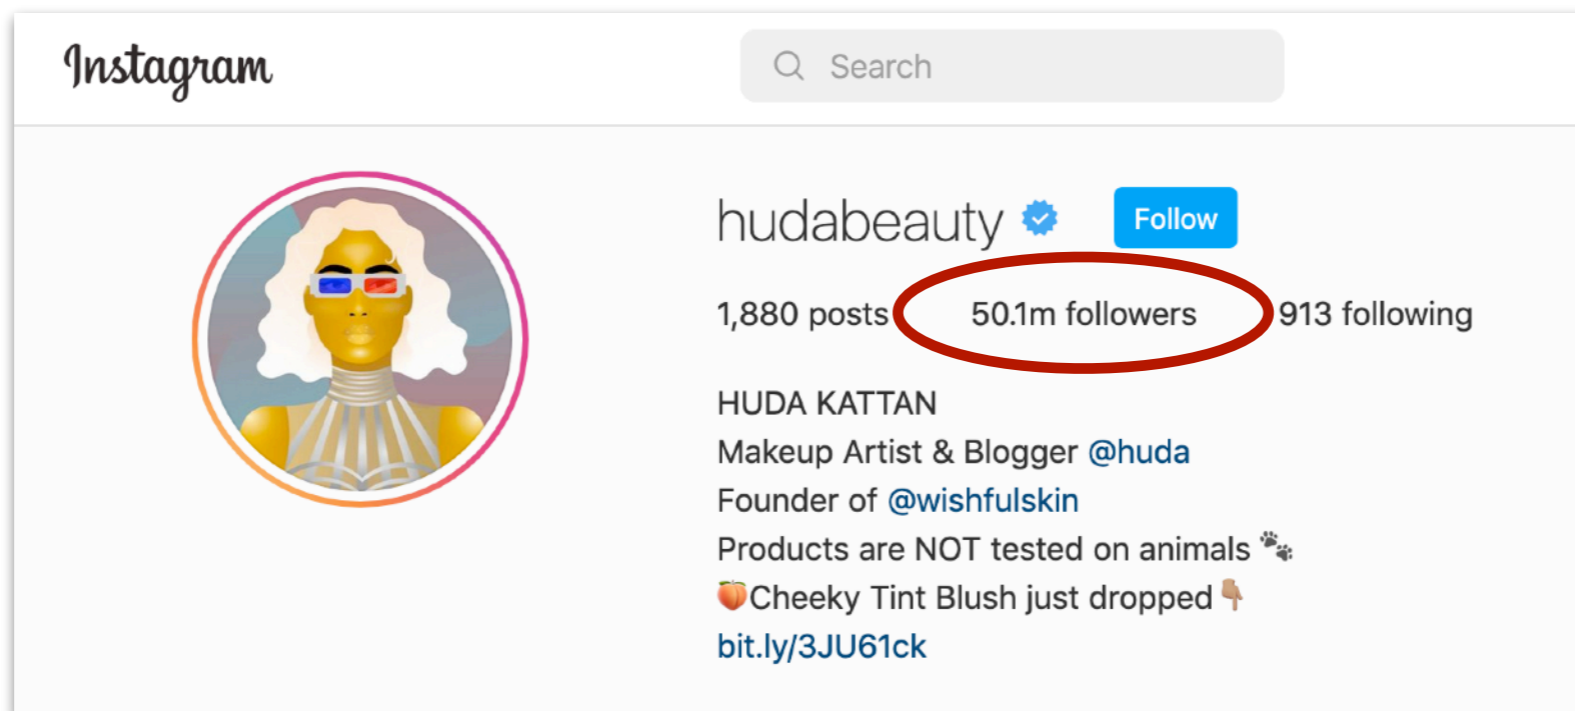 Instagram
Search
hudabeauty
Follow
1,880 posts 50.1m followers 913 following
HUDA KATTAN
Makeup Artist & Blogger @huda
Founder of @wishfulskin
Products are NOT tested on animals 🐾
🍑Cheeky Tint Blush just dropped👇🏽
bit.ly/3JU61ck